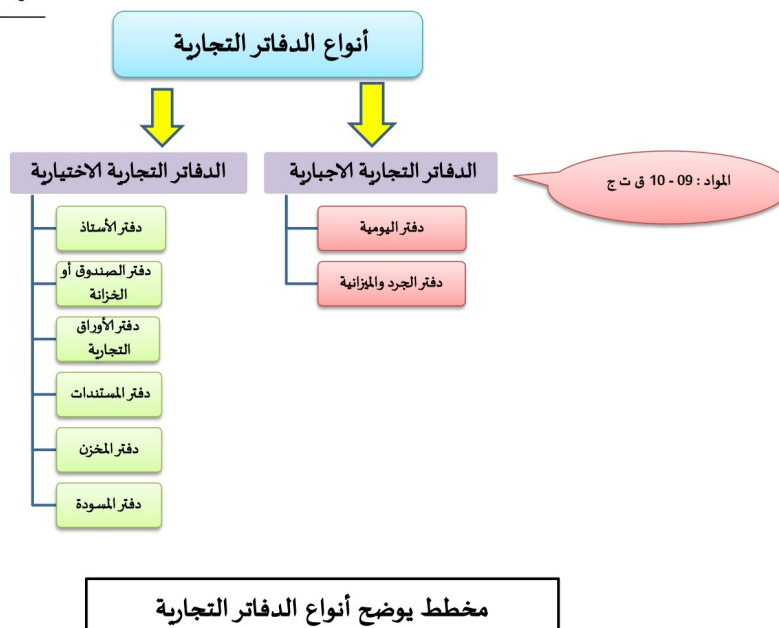 أنواع الدفاتر التجارية
الدفاتر التجارية الاجبارية
المواد : 09 - 10 ق ت ج
دفتر اليومية
دفتر الجرد والميزانية
الدفاتر التجارية الاختيارية
دفتر الأستاذ
دفتر الصندوق أو
الخزانة
دفتر الأوراق
التجارية
دفتر المستندات
دفتر المخزن
دفتر المسودة
مخطط يوضح أنواع الدفاتر التجارية